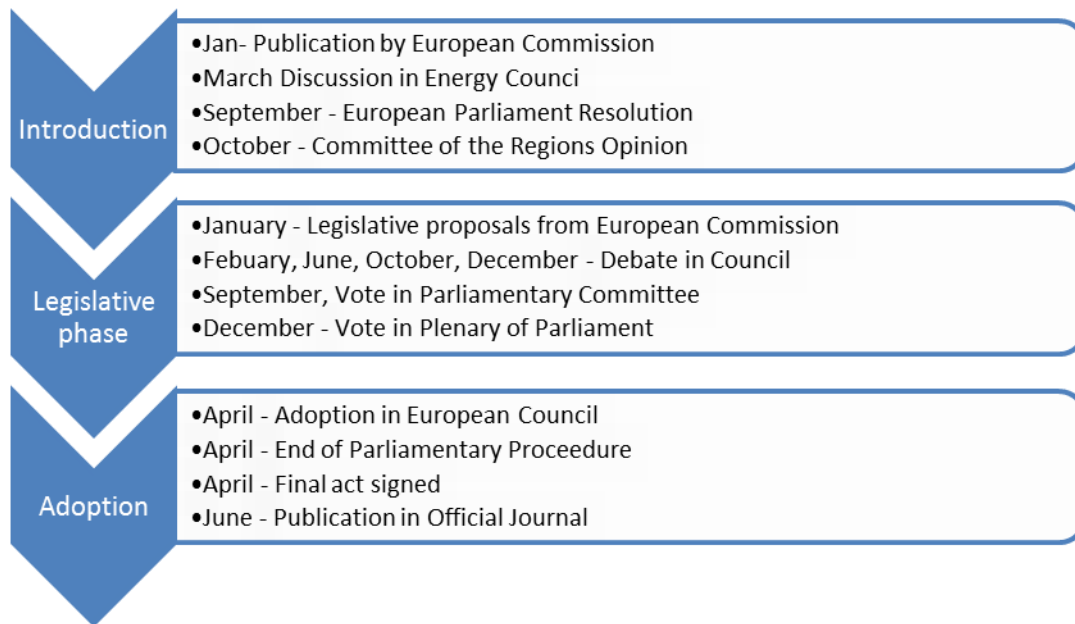 Introduction
•Jan- Publication by European Commission
•March Discussion in Energy Counci
•September - European Parliament Resolution
•October - Committee of the Regions Opinion
Legislative
phase
•January - Legislative proposals from European Commission
•Febuary, June, October, December - Debate in Council
•September, Vote in Parliamentary Committee
•December - Vote in Plenary of Parliament
Adoption
•April - Adoption in European Council
•April - End of Parliamentary Proceedure
•April - Final act signed
•June - Publication in Official Journal